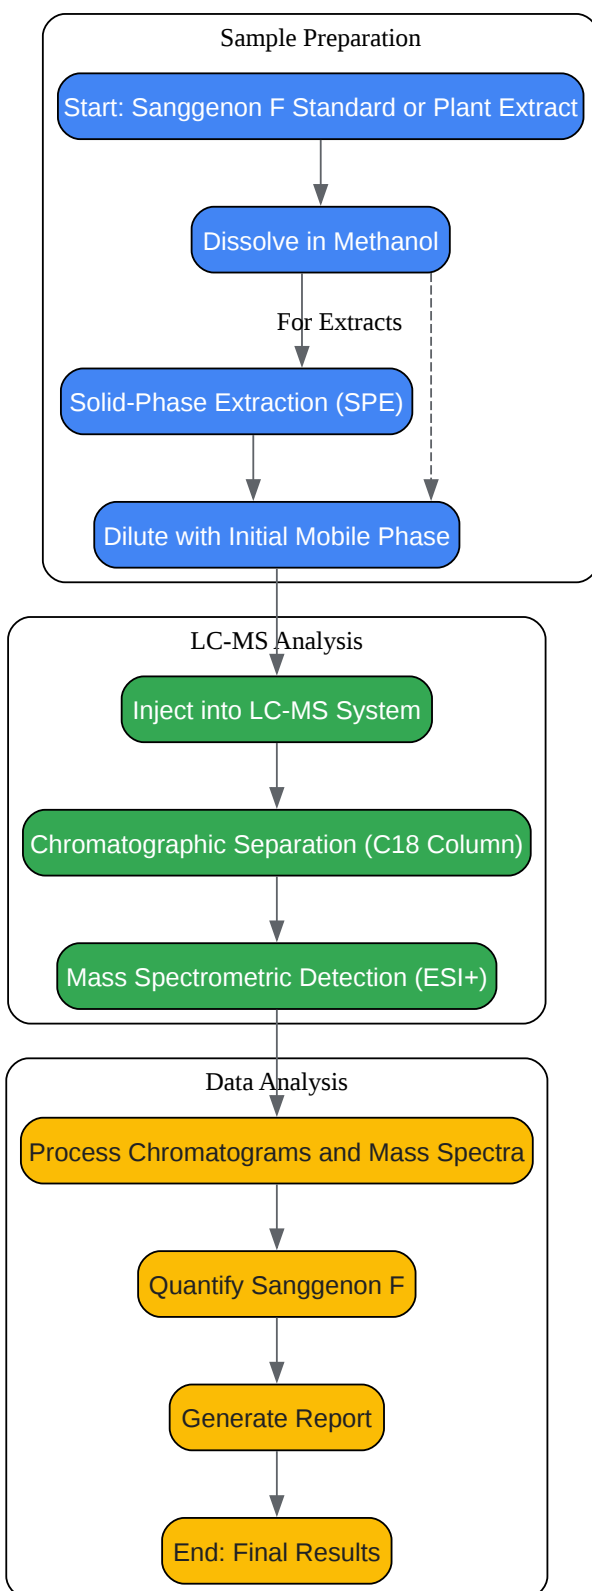 Sample Preparation
Start: Sanggenon F Standard or Plant Extract
Dissolve in Methanol
For Extracts
Solid-Phase Extraction (SPE)
Dilute with Initial Mobile Phase
LC-MS Analysis
Inject into LC-MS System
Chromatographic Separation (C18 Column)
Mass Spectrometric Detection (ESI+)
Data Analysis
Process Chromatograms and Mass Spectra
Quantify Sanggenon F
Generate Report
End: Final Results